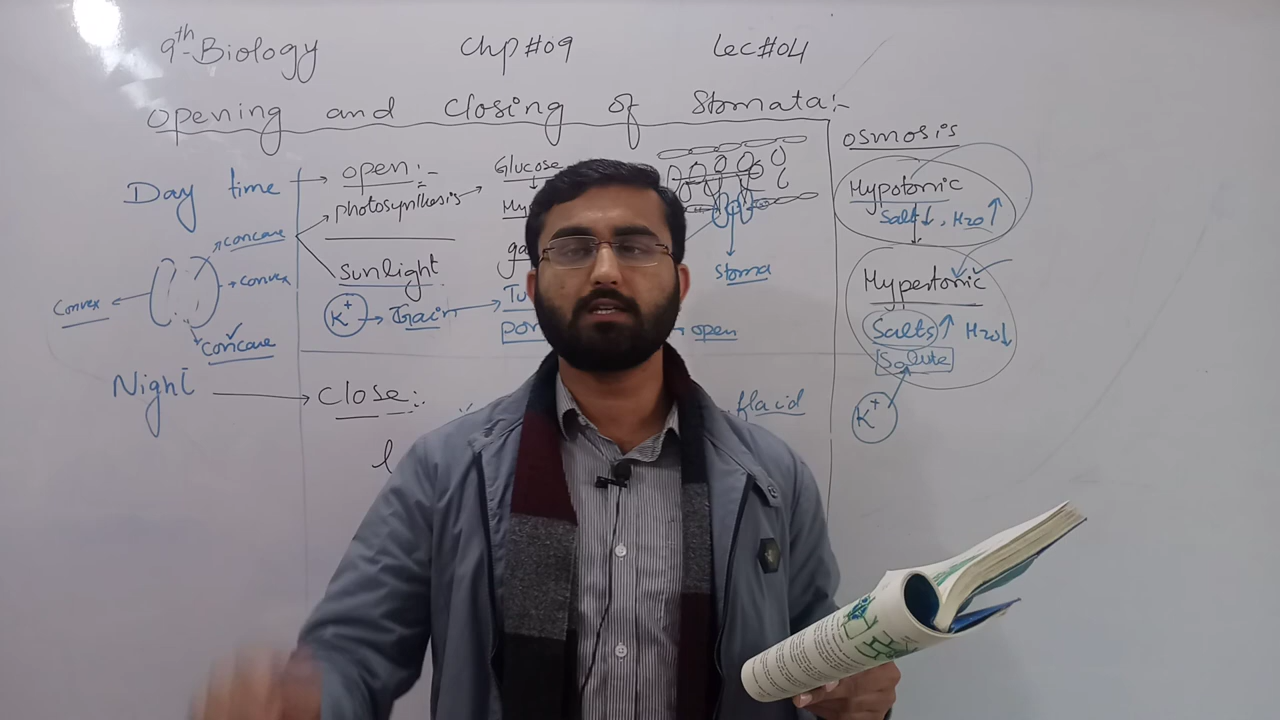 9th Biology Chp#09 Lec#04
Opening and Closing of Stomata:-
Day time → open:-
photosynthesis
Glucose
sunlight
K+ → Train
open
concave
convex
Convex
concave
stoma
Night → close:-
flacid
osmosis
Hypotonic
Salt↓, H2O↑
Hypertonic
Salts↑ H2O↓
Solute
K+